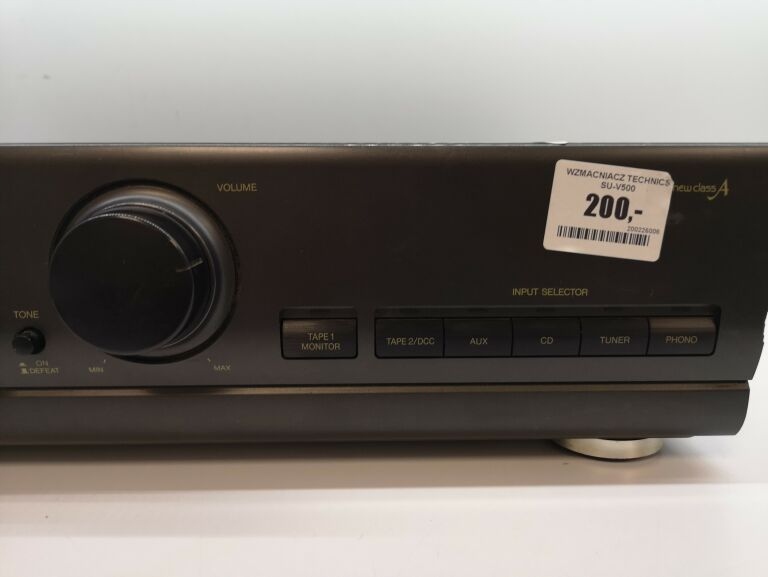 VOLUME
WZMACNIACZ TECHNICS
SU-V500
200,-
200226006
new class A
INPUT SELECTOR
TONE
ON
DEFEAT
MIN
MAX
TAPE 1
MONITOR
TAPE 2/DCC
AUX
CD
TUNER
PHONO